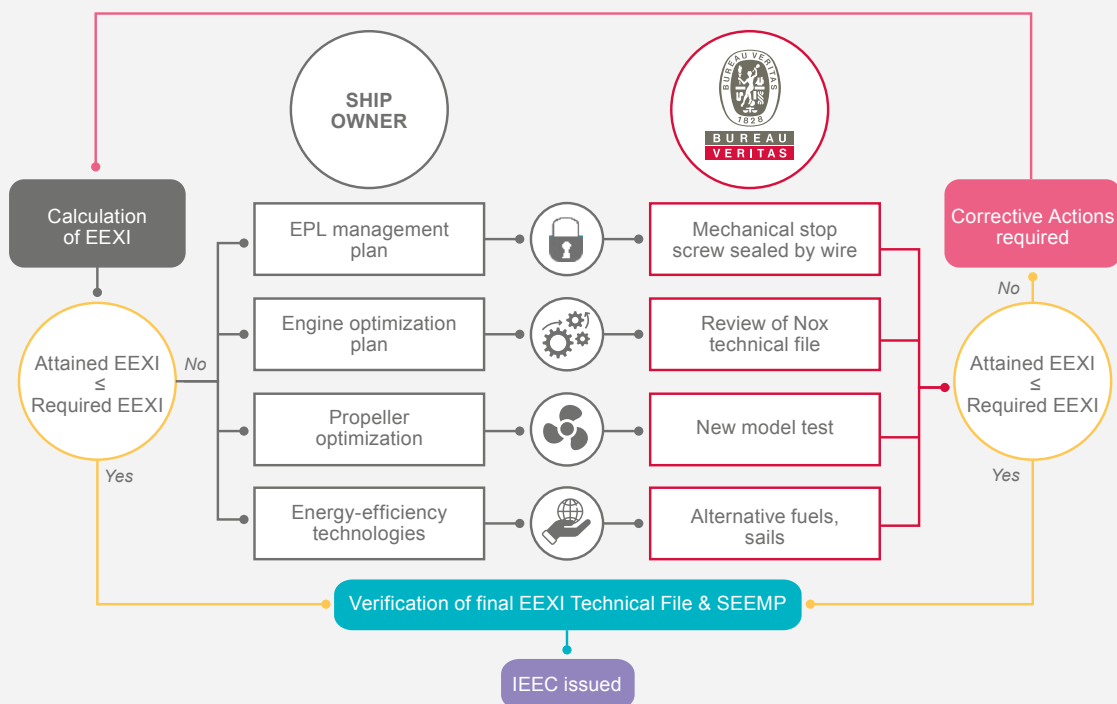 SHIP
OWNER
BUREAU VERITAS
1828
BUREAU
VERITAS
Calculation
of EEXI
EPL management
plan
Mechanical stop
screw sealed by wire
Corrective Actions
required
No
Attained EEXI
≤
Required EEXI
No
Engine optimization
plan
Review of Nox
technical file
Attained EEXI
≤
Required EEXI
Propeller
optimization
New model test
Yes
Yes
Energy-efficiency
technologies
Alternative fuels,
sails
Verification of final EEXI Technical File & SEEMP
IEEC issued